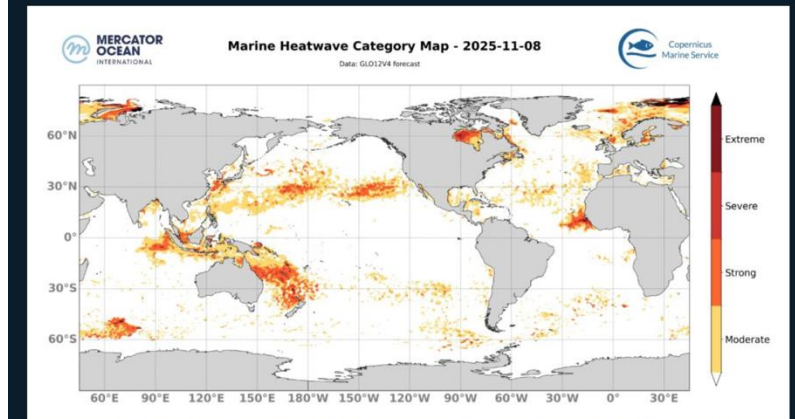 MERCATOR
OCEAN
INTERNATIONAL
Marine Heatwave Category Map - 2025-11-08
Data: GLO12V4 forecast
Copernicus
Marine Service
60°N
30°N
0°
30°S
60°S
60°E 90°E 120°E 150°E 180°E 150°W 120°W 90°W 60°W 30°W 0° 30°E
Extreme
Severe
Strong
Moderate